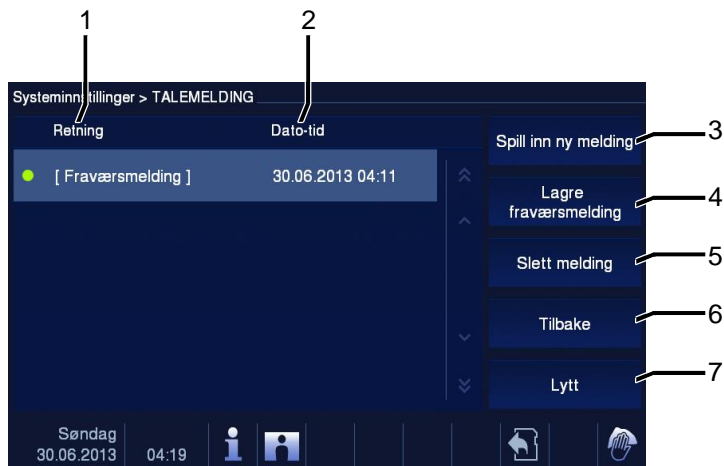 1
2
Systeminnstillinger > TALEMELDING
Retning
Dato-tid
[ Fraværsmelding ]
30.06.2013 04:11
Spill inn ny melding
3
Lagre
fraværsmelding
4
Slett melding
5
Tilbake
6
Lytt
7
Søndag
30.06.2013
04:19